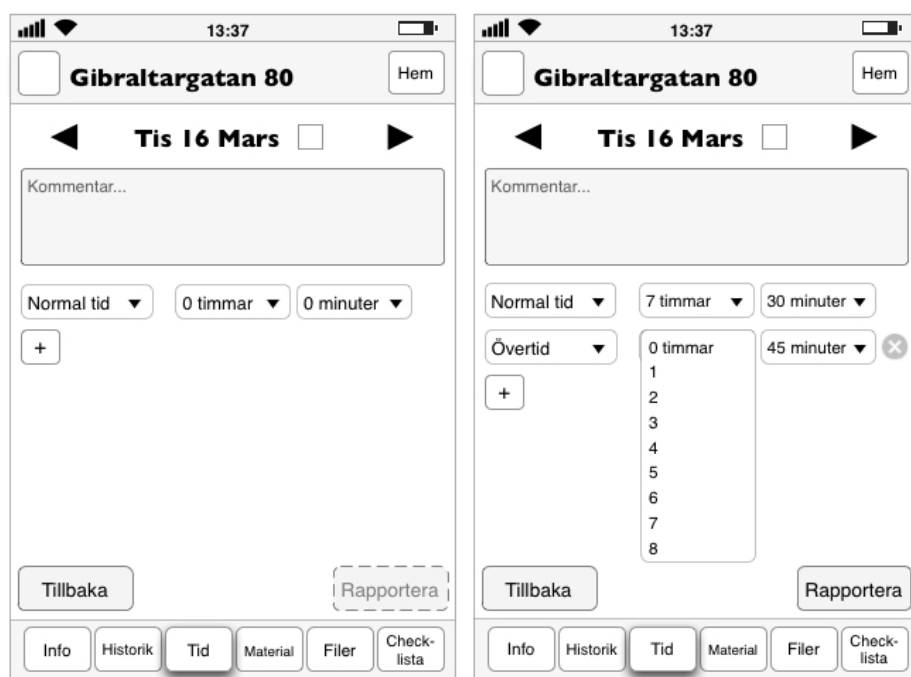 13:37
Gibraltargatan 80 Hem
Tis 16 Mars
Kommentar...
Normal tid 0 timmar 0 minuter
+
Tillbaka Rapportera
Info Historik Tid Material Filer Check-
lista
13:37
Gibraltargatan 80 Hem
Tis 16 Mars
Kommentar...
Normal tid 7 timmar 30 minuter
Övertid 0 timmar 45 minuter
1
2
+
3
4
5
6
7
8
Tillbaka Rapportera
Info Historik Tid Material Filer Check-
lista